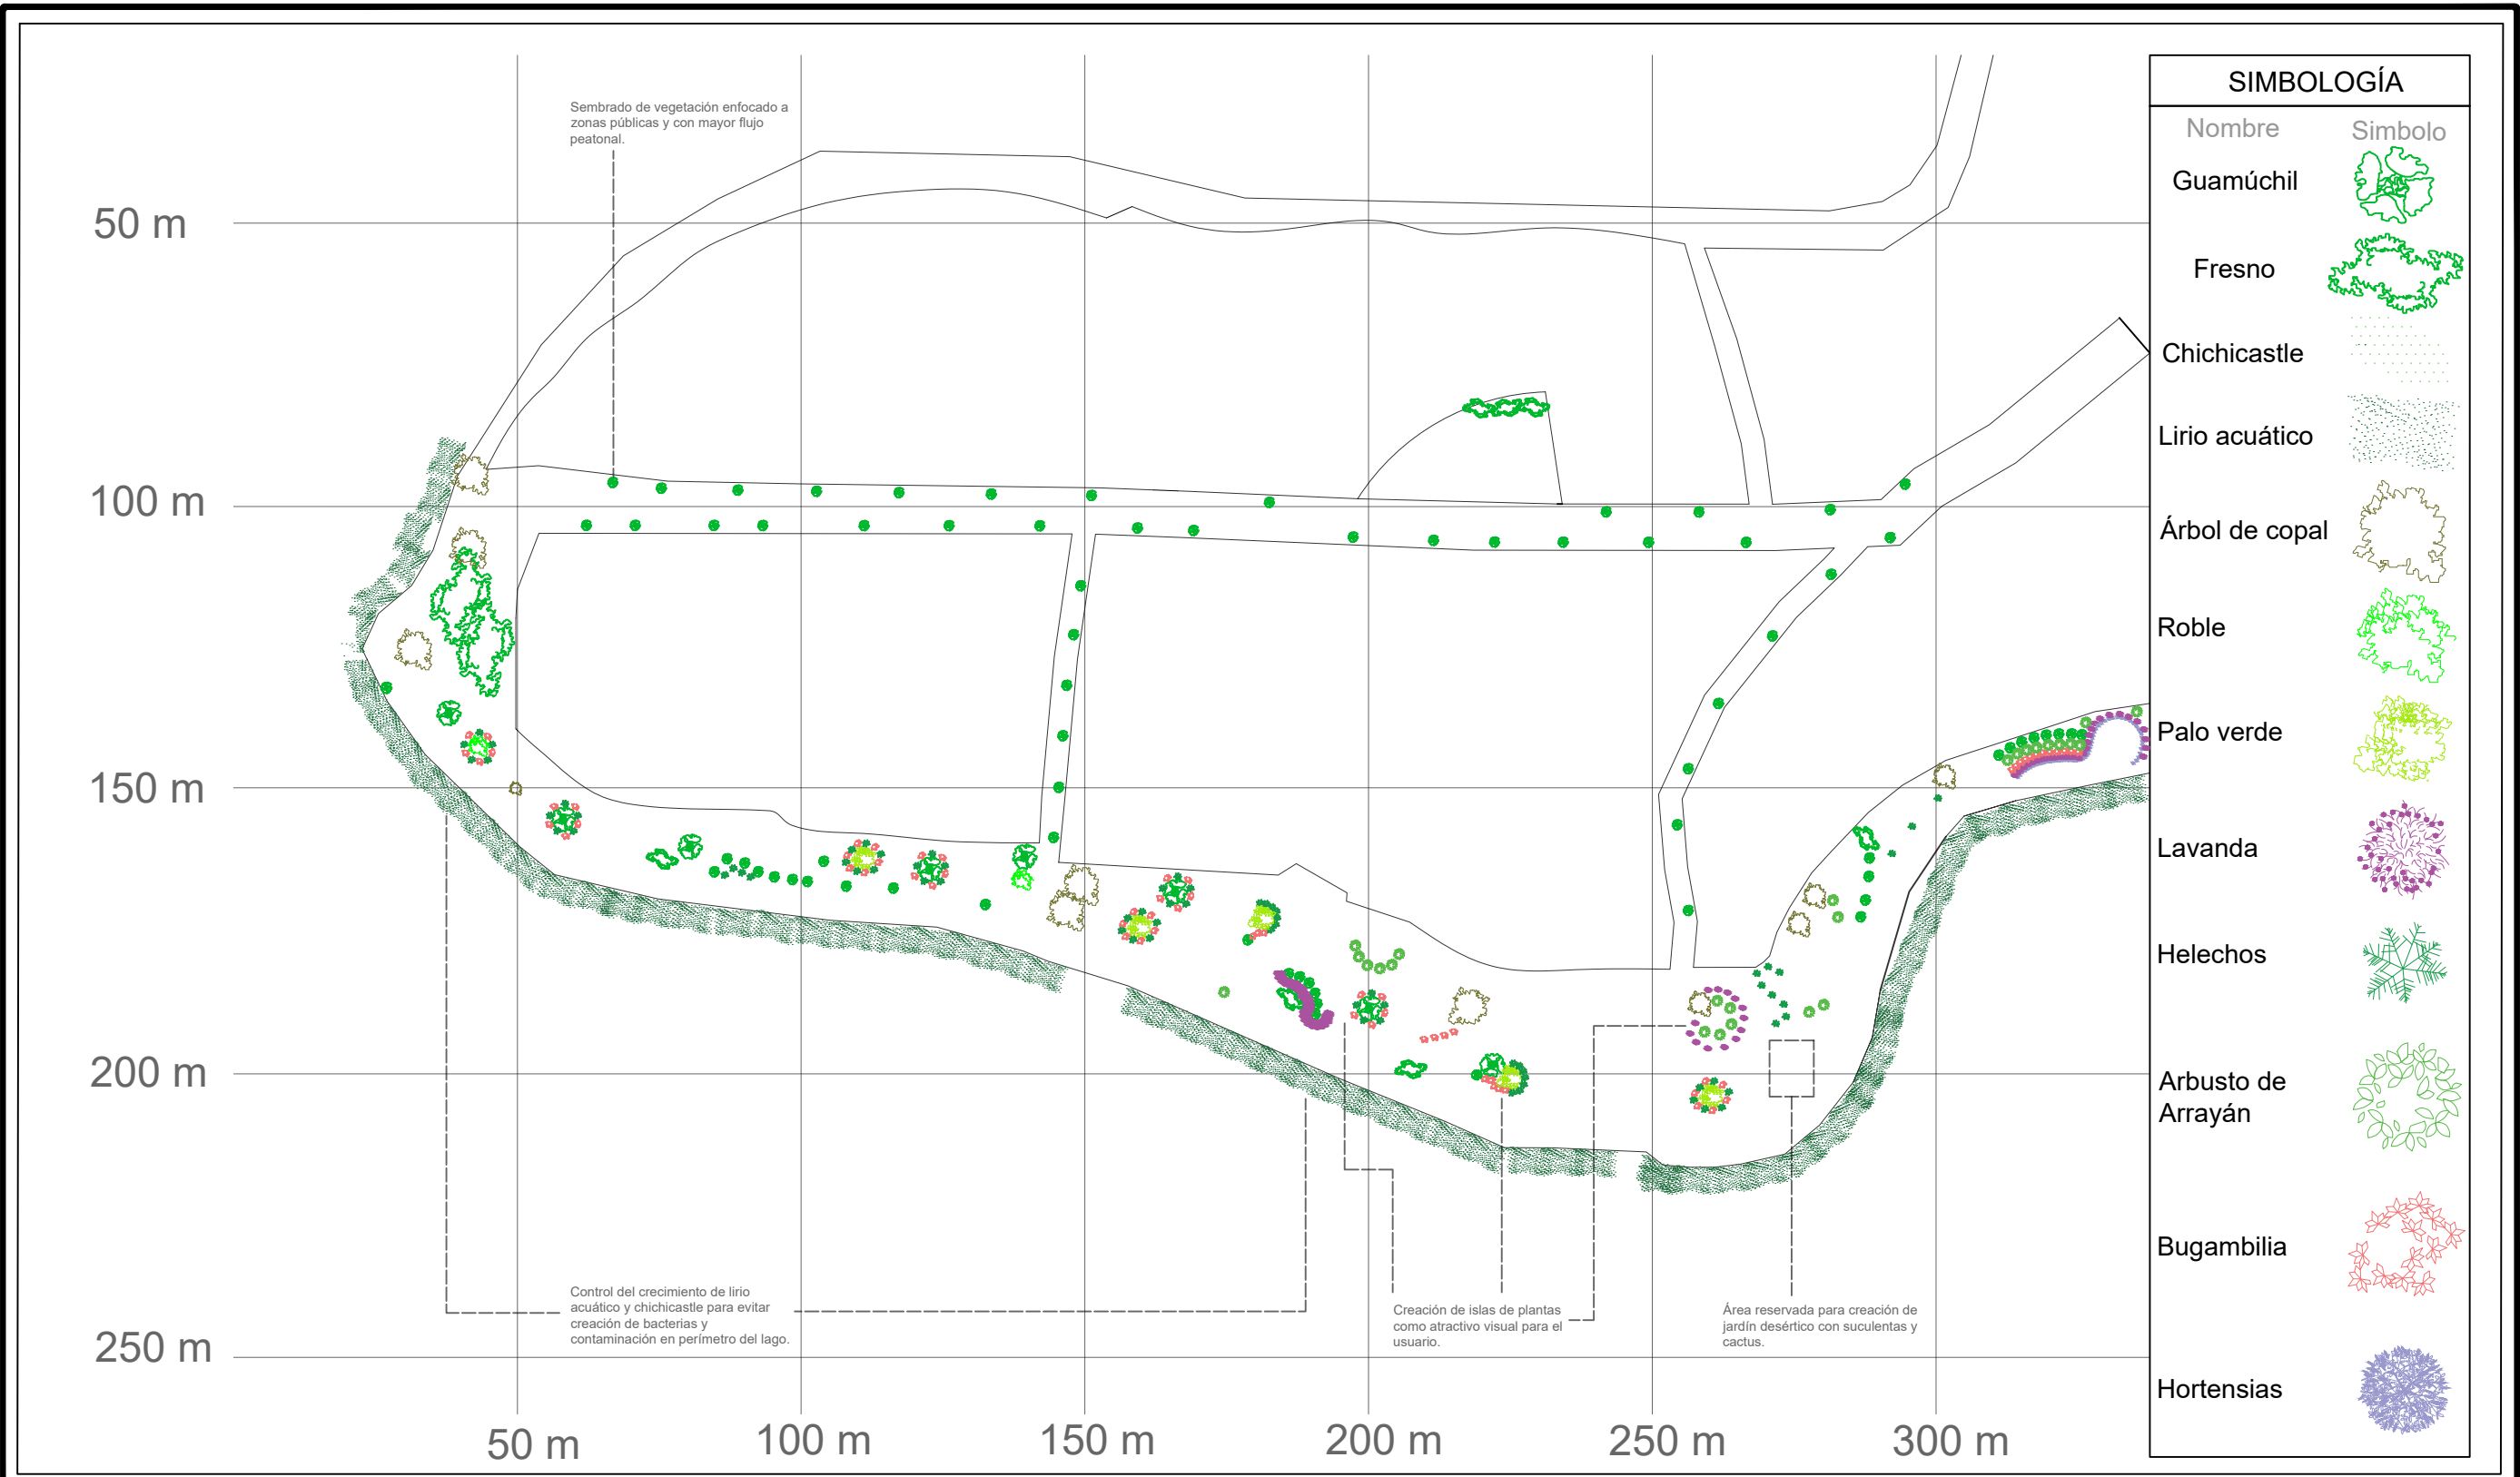 Sembrado de vegetación enfocado a
zonas públicas y con mayor flujo
peatonal.
50 m
100 m
150 m
200 m
250 m
50 m
100 m
150 m
200 m
250 m
300 m
Control del crecimiento de lirio
acuático y chichicastle para evitar
creación de bacterias y
contaminación en perímetro del lago.
Creación de islas de plantas
como atractivo visual para el
usuario.
Área reservada para creación de
jardín desértico con suculentas y
cactus.
SIMBOLOGÍA
Nombre Simbolo
Guamúchil
Fresno
Chichicastle
Lirio acuático
Árbol de copal
Roble
Palo verde
Lavanda
Helechos
Arbusto de
Arrayán
Bugambilia
Hortensias